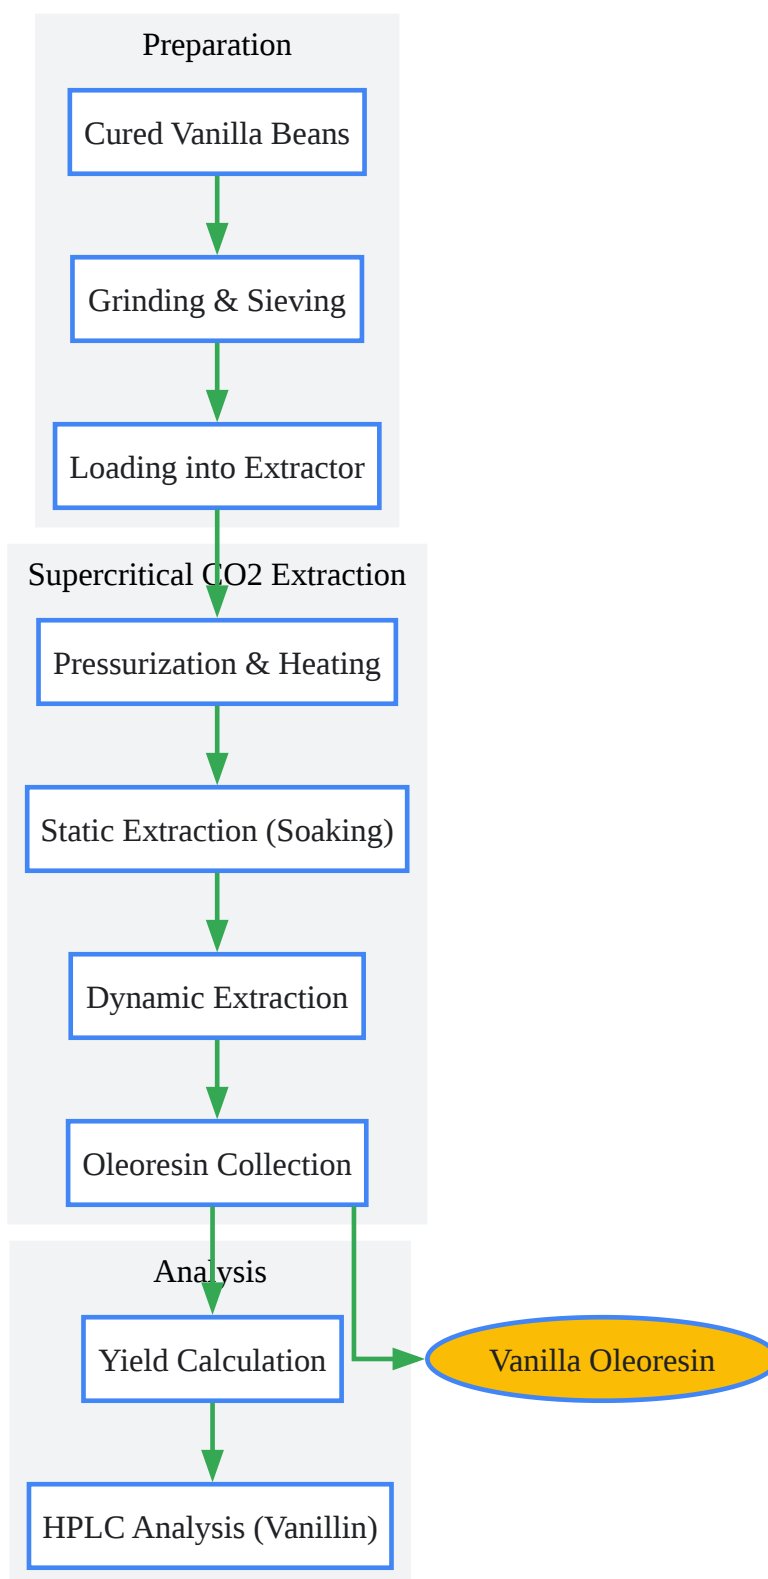 Preparation
Cured Vanilla Beans
Grinding & Sieving
Loading into Extractor
Supercritical CO2 Extraction
Pressurization & Heating
Static Extraction (Soaking)
Dynamic Extraction
Oleoresin Collection
Analysis
Yield Calculation
Vanilla Oleoresin
HPLC Analysis (Vanillin)